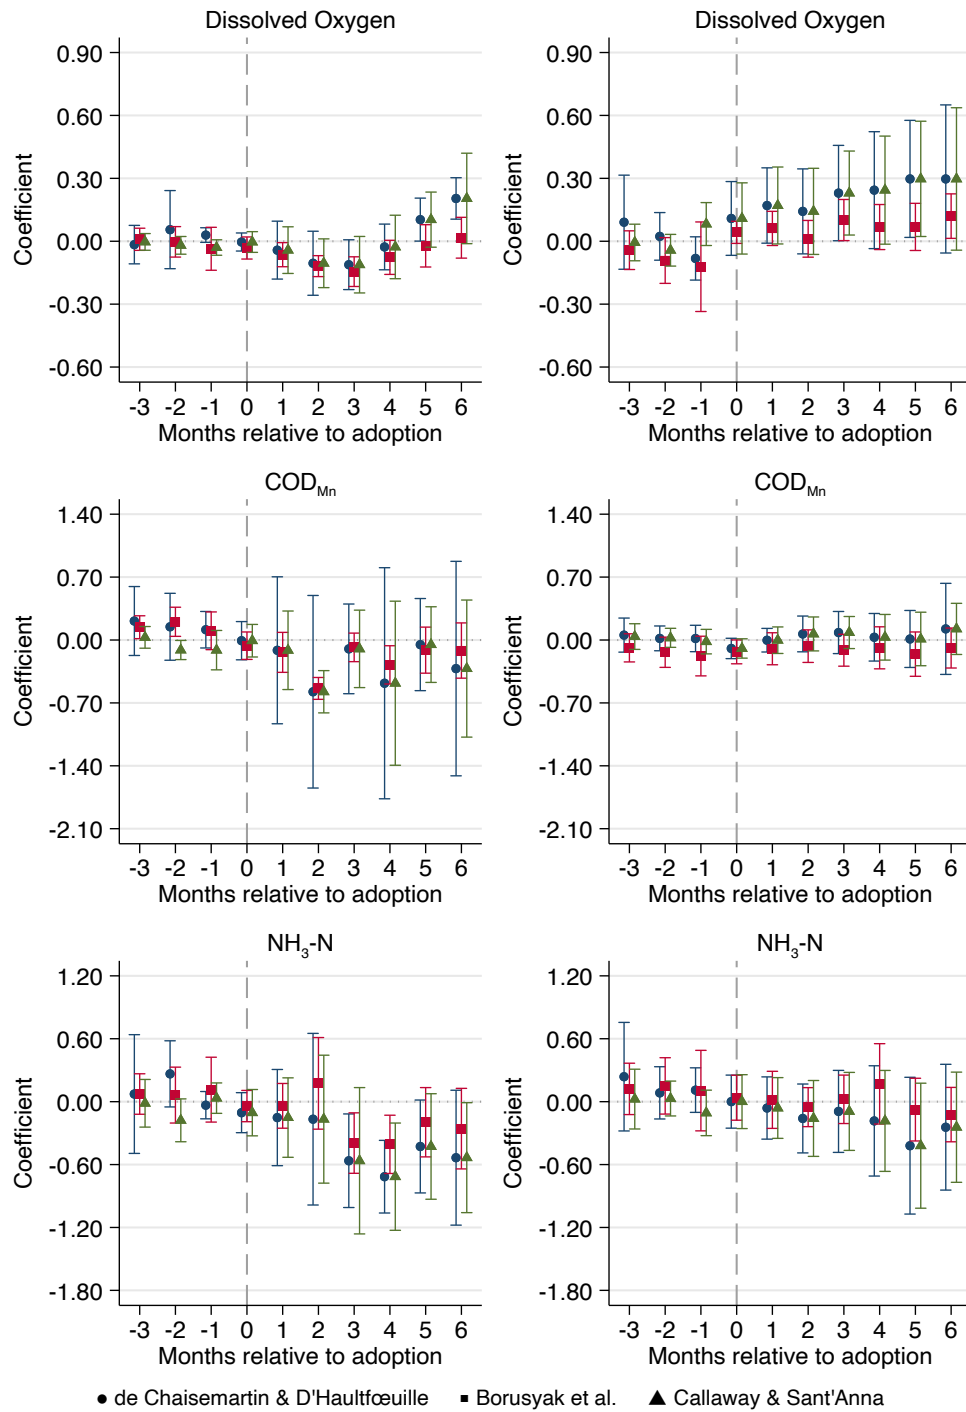 Dissolved Oxygen
0.90
0.60
0.30
0.00
-0.30
-0.60
Coefficient
-3 -2 -1 0 1 2 3 4 5 6
Months relative to adoption
Dissolved Oxygen
0.90
0.60
0.30
0.00
-0.30
-0.60
Coefficient
-3 -2 -1 0 1 2 3 4 5 6
Months relative to adoption
COD_Mn
1.40
0.70
0.00
-0.70
-1.40
-2.10
Coefficient
-3 -2 -1 0 1 2 3 4 5 6
Months relative to adoption
COD_Mn
1.40
0.70
0.00
-0.70
-1.40
-2.10
Coefficient
-3 -2 -1 0 1 2 3 4 5 6
Months relative to adoption
NH₃-N
1.20
0.60
0.00
-0.60
-1.20
-1.80
Coefficient
-3 -2 -1 0 1 2 3 4 5 6
Months relative to adoption
NH₃-N
1.20
0.60
0.00
-0.60
-1.20
-1.80
Coefficient
-3 -2 -1 0 1 2 3 4 5 6
Months relative to adoption
de Chaisemartin & D'Haultfœuille Borusyak et al. Callaway & Sant'Anna